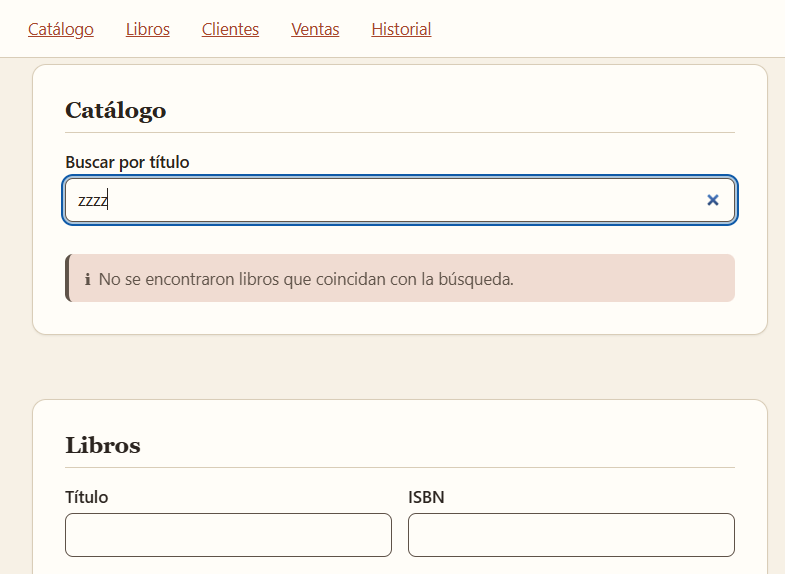 Catálogo Libros Clientes Ventas Historial
Catálogo
Buscar por título
zzzz
No se encontraron libros que coincidan con la búsqueda.
Libros
Título ISBN